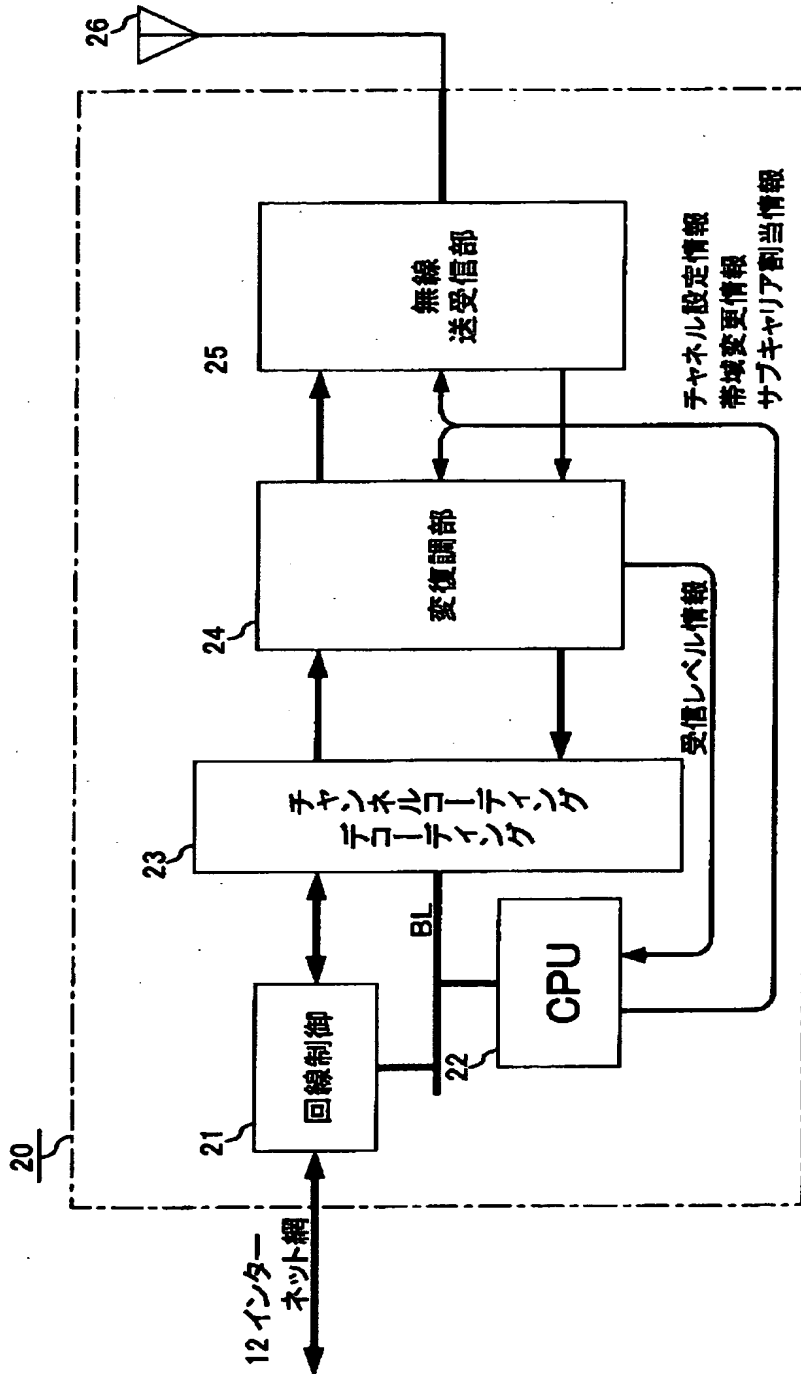 20
26
12 インター
ネット網
21
回線制御
22
CPU
BL
23
チャンネルコーティング
デコーティング
24
変復調部
25
無線
送受信部
受信レベル情報
チャネル設定情報
帯域変更情報
サブキャリア割当情報